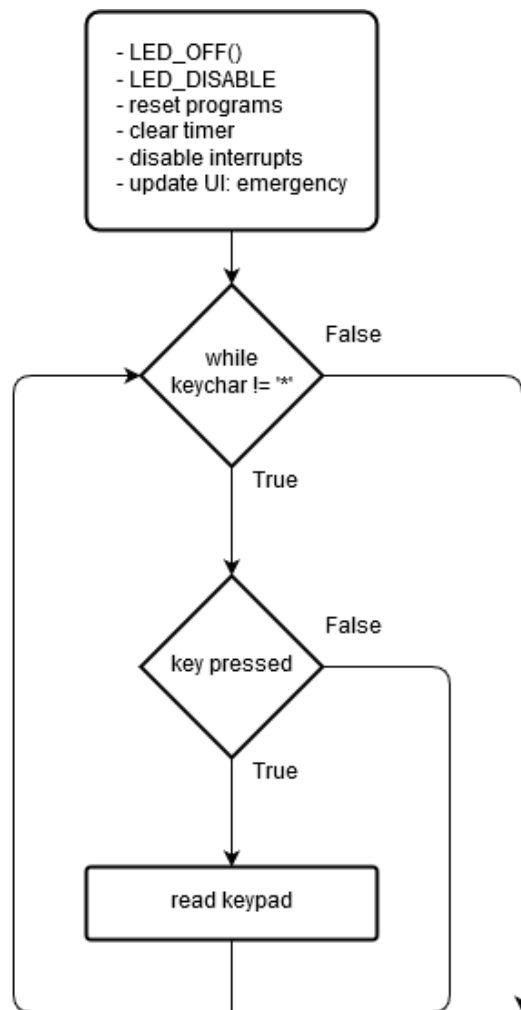 - LED_OFF()
- LED_DISABLE
- reset programs
- clear timer
- disable interrupts
- update UI: emergency
False
while
keychar != '*'
True
False
key pressed
True
read keypad